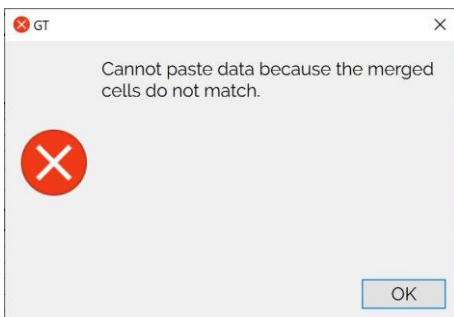 GT
Cannot paste data because the merged
cells do not match.
OK